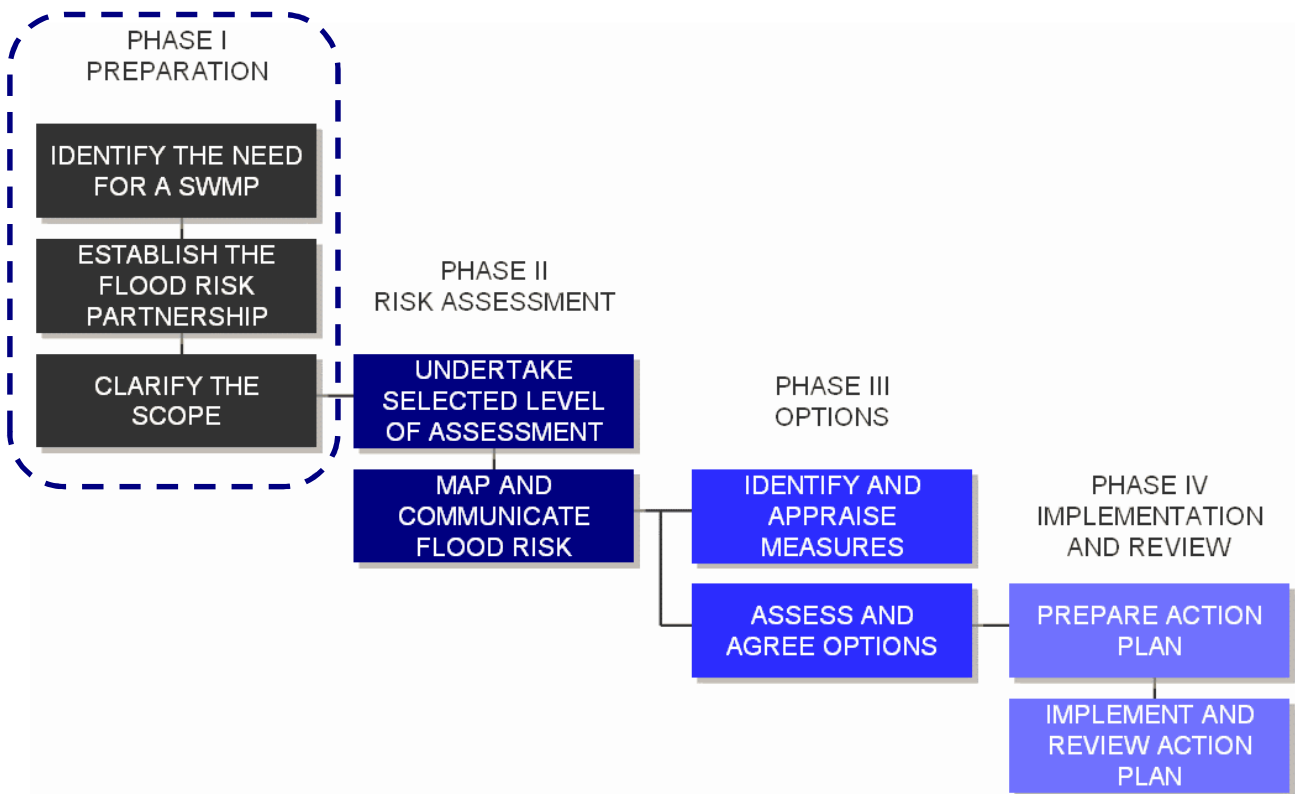 PHASE I
PREPARATION
IDENTIFY THE NEED
FOR A SWMP
ESTABLISH THE
FLOOD RISK
PARTNERSHIP
CLARIFY THE
SCOPE
PHASE II
RISK ASSESSMENT
UNDERTAKE
SELECTED LEVEL
OF ASSESSMENT
MAP AND
COMMUNICATE
FLOOD RISK
PHASE III
OPTIONS
IDENTIFY AND
APPRAISE
MEASURES
ASSESS AND
AGREE OPTIONS
PHASE IV
IMPLEMENTATION
AND REVIEW
PREPARE ACTION
PLAN
IMPLEMENT AND
REVIEW ACTION
PLAN